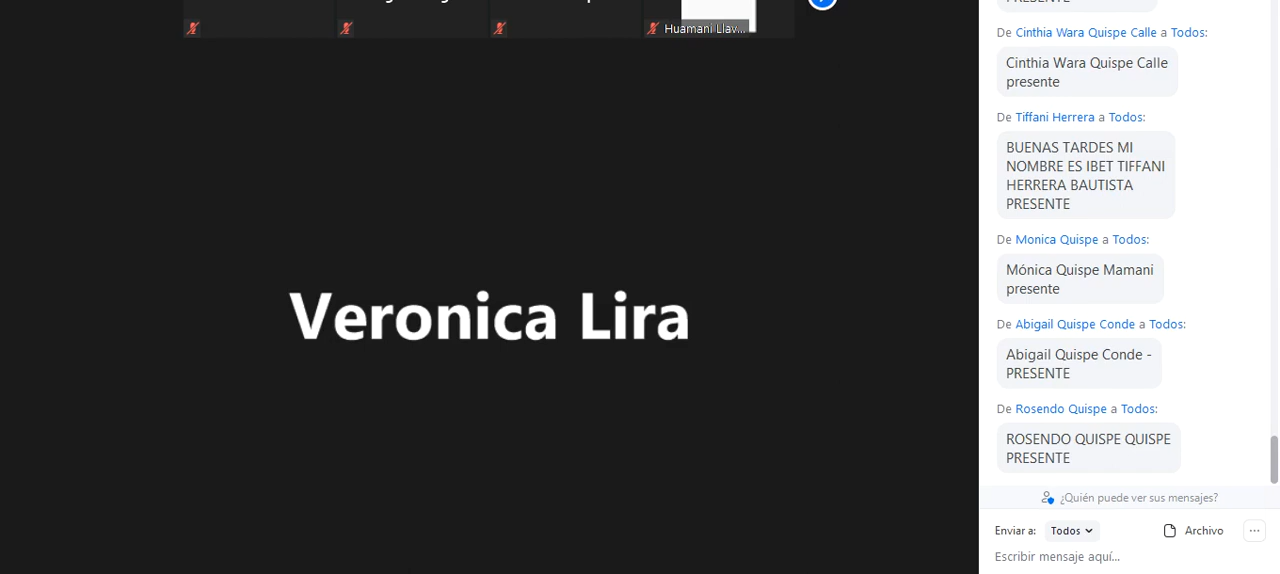 Huamani Llav...
Veronica Lira
PRESENTE
De Cinthia Wara Quispe Calle a Todos:
Cinthia Wara Quispe Calle
presente
De Tiffani Herrera a Todos:
BUENAS TARDES MI
NOMBRE ES IBET TIFFANI
HERRERA BAUTISTA
PRESENTE
De Monica Quispe a Todos:
Mónica Quispe Mamani
presente
De Abigail Quispe Conde a Todos:
Abigail Quispe Conde -
PRESENTE
De Rosendo Quispe a Todos:
ROSENDO QUISPE QUISPE
PRESENTE
¿Quién puede ver sus mensajes?
Enviar a: Todos Archivo ...
Escribir mensaje aquí...